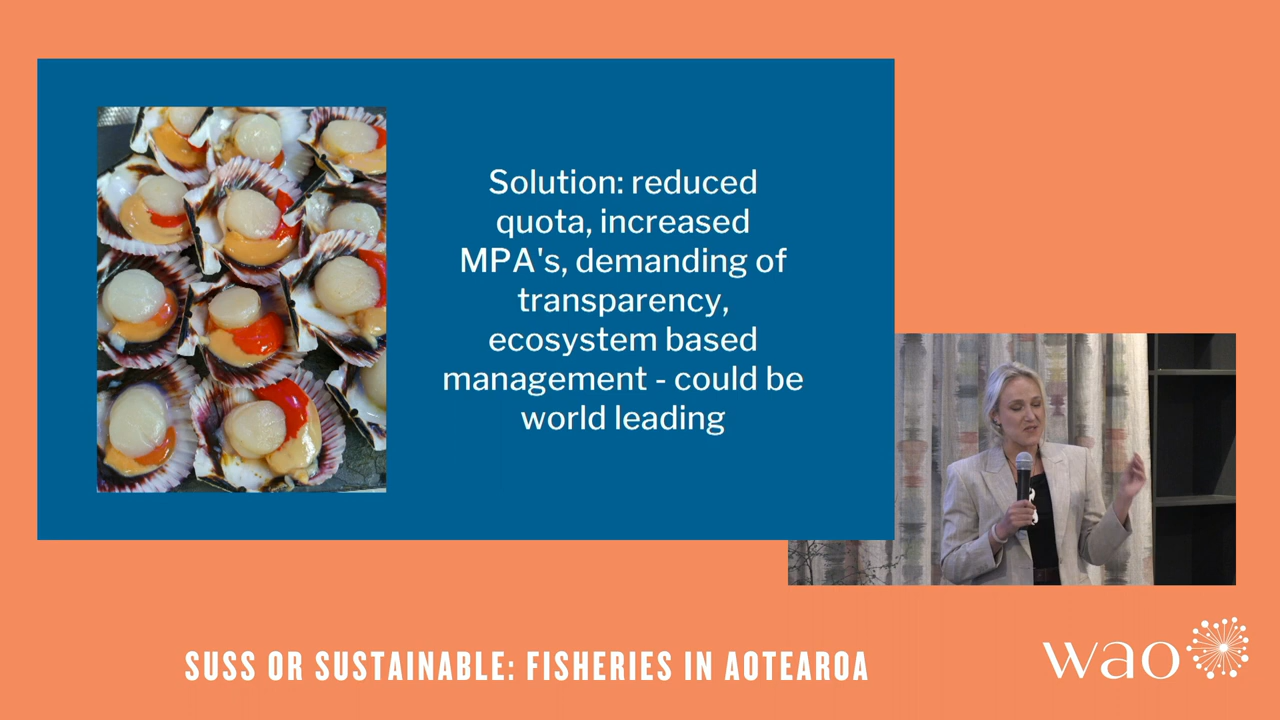 Solution: reduced
quota, increased
MPA's, demanding of
transparency,
ecosystem based
management - could be
world leading
SUSS OR SUSTAINABLE: FISHERIES IN AOTEAROA
wao